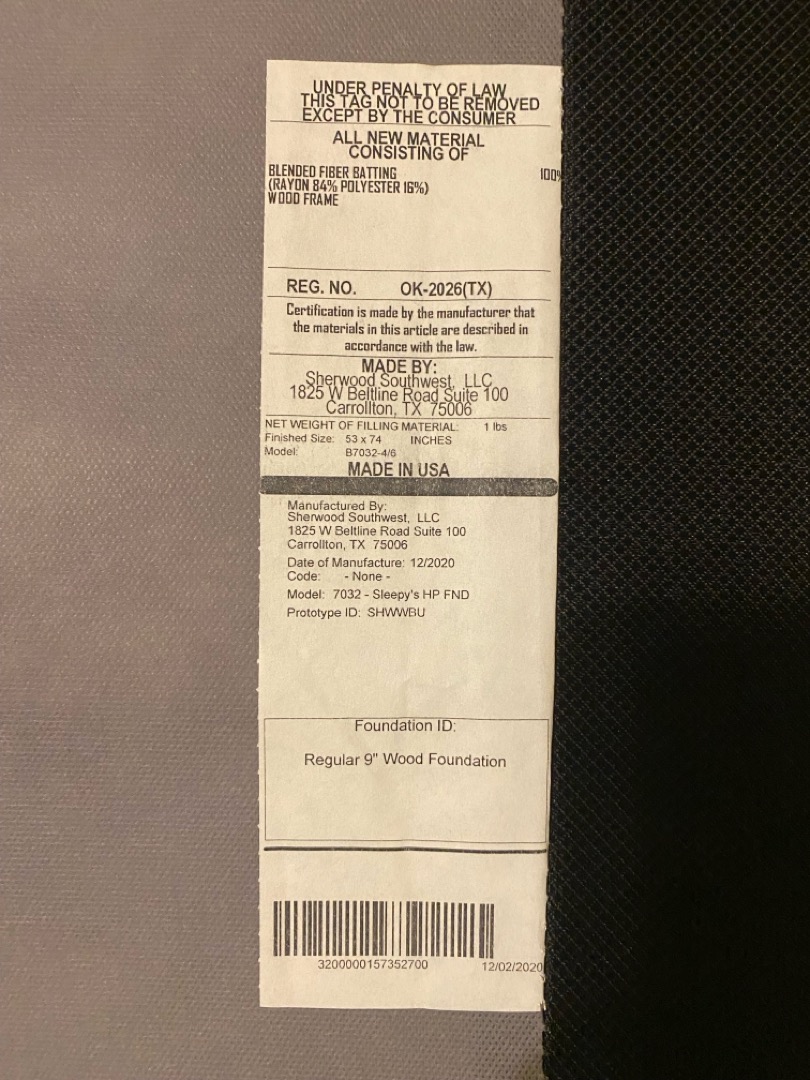 UNDER PENALTY OF LAW
THIS TAG NOT TO BE REMOVED
EXCEPT BY THE CONSUMER
ALL NEW MATERIAL
CONSISTING OF
BLENDED FIBER BATTING 100%
(RAYON 84% POLYESTER 16%)
WOOD FRAME
REG. NO. OK-2026(TX)
Certification is made by the manufacturer that
the materials in this article are described in
accordance with the law.
MADE BY:
Sherwood Southwest, LLC
1825 W Beltline Road Suite 100
Carrollton, TX 75006
NET WEIGHT OF FILLING MATERIAL: 1 lbs
Finished Size: 53 x 74 INCHES
Model: B7032-4/6
MADE IN USA
Manufactured By:
Sherwood Southwest, LLC
1825 W Beltline Road Suite 100
Carrollton, TX 75006
Date of Manufacture: 12/2020
Code: - None -
Model: 7032 - Sleepy's HP FND
Prototype ID: SHWWBU
Foundation ID:
Regular 9" Wood Foundation
3200000157352700 12/02/2020